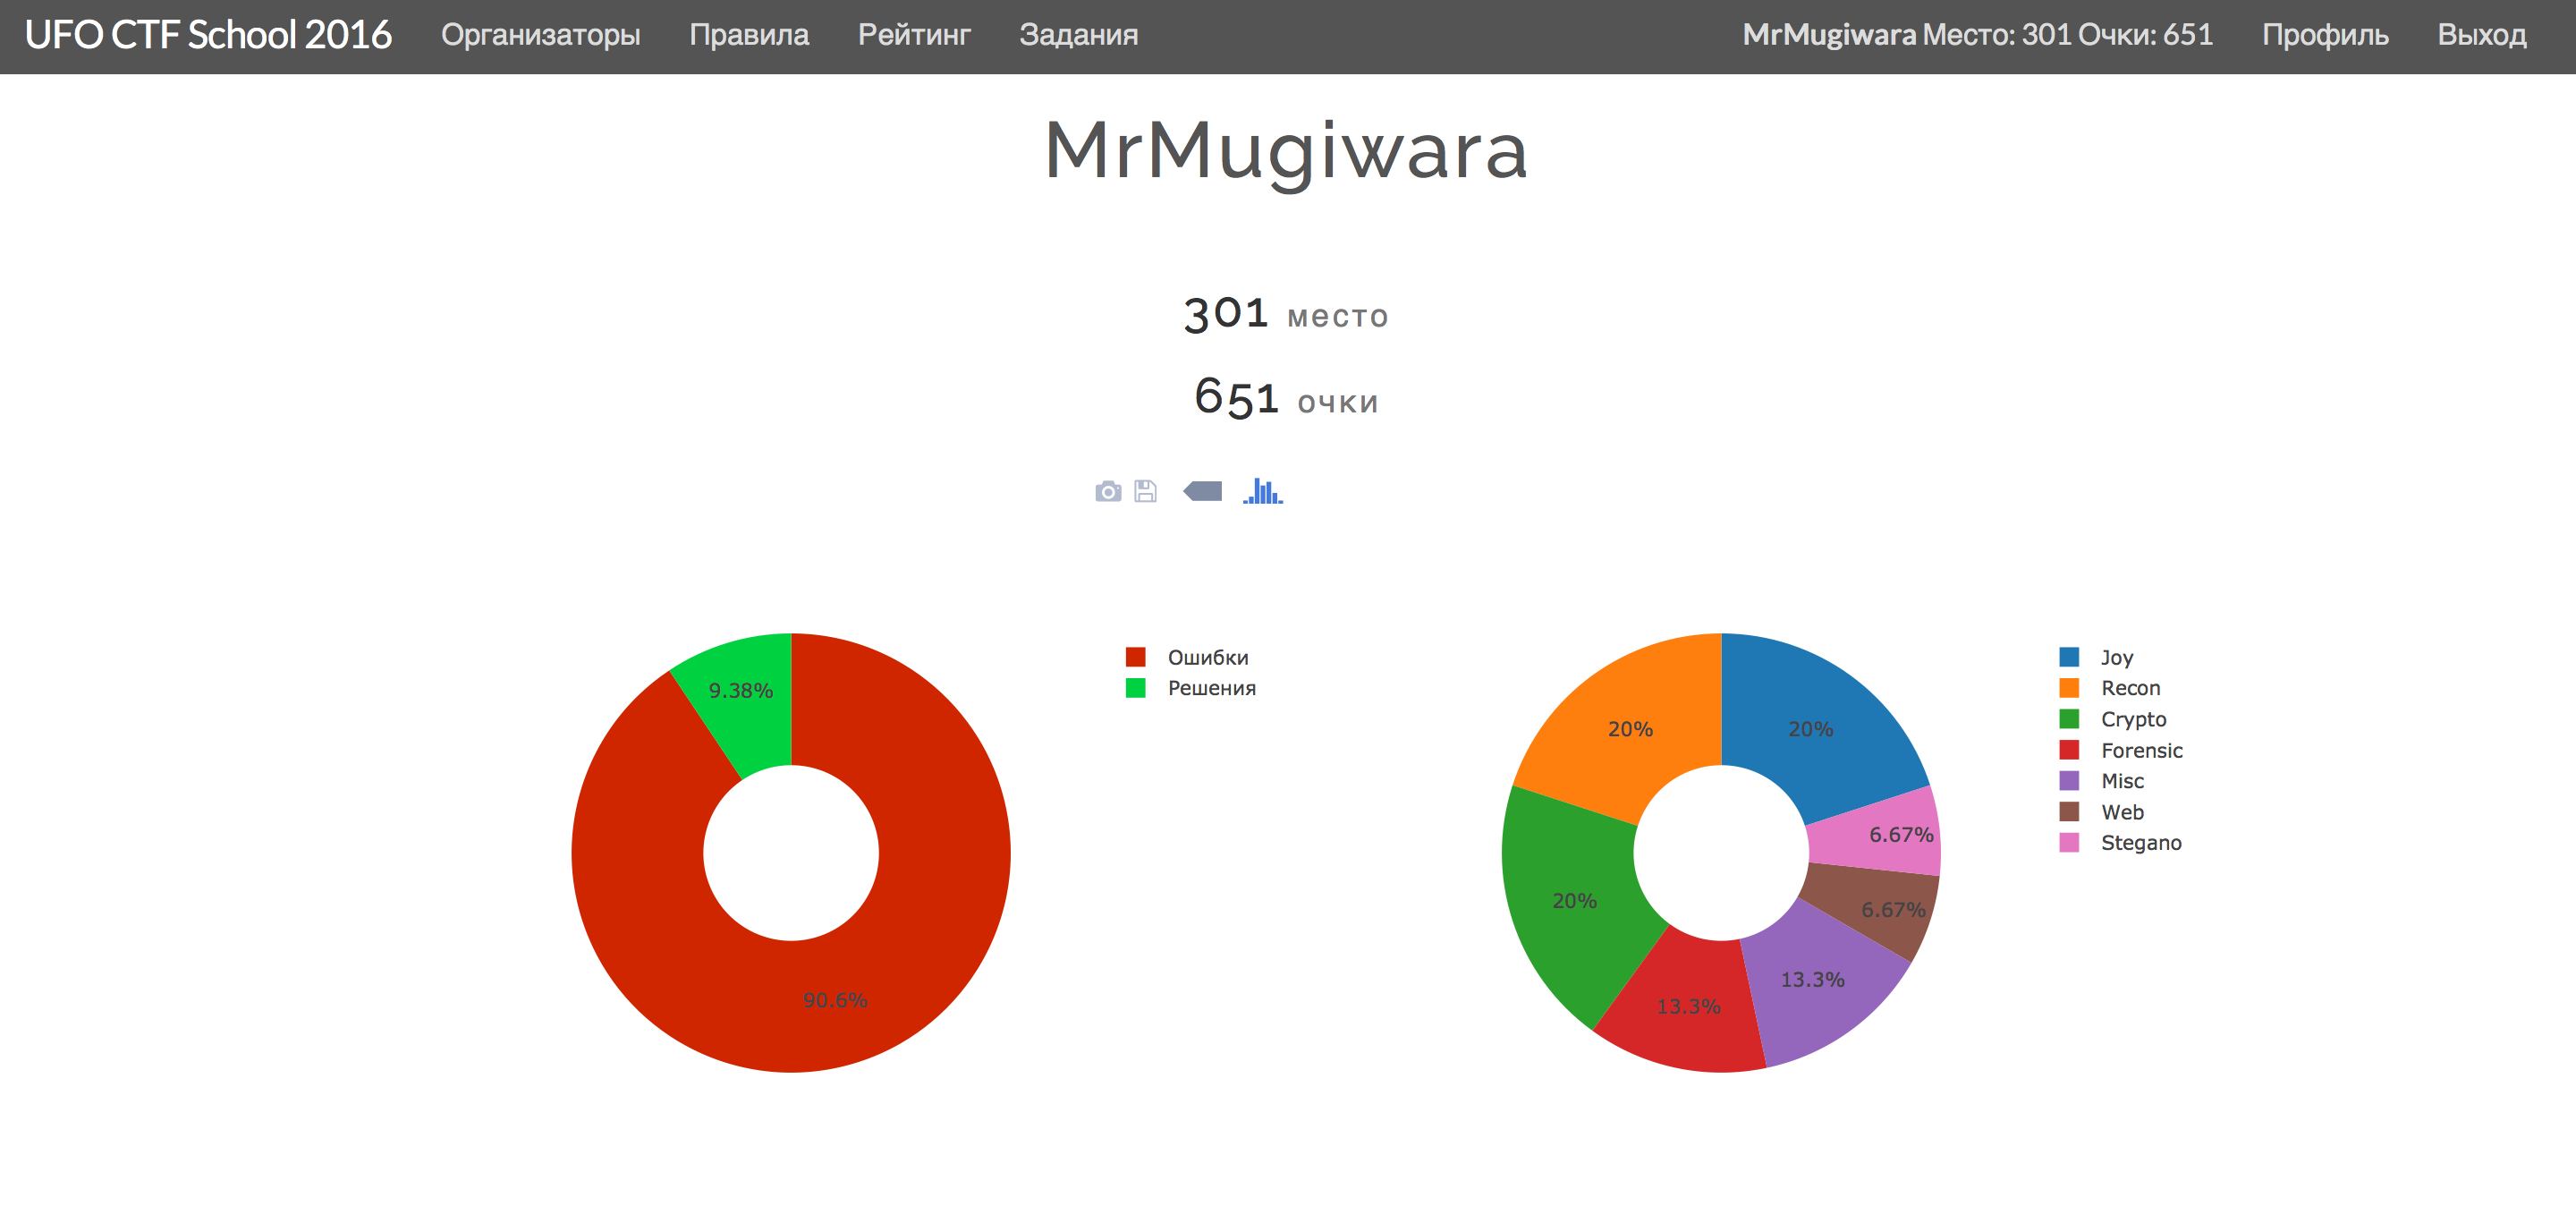 UFO CTF School 2016 Организаторы Правила Рейтинг Задания MrMugiwara Место: 301 Очки: 651 Профиль Выход
MrMugiwara
301 место
651 очки
9.38%
90.6%
Ошибки
Решения
20%
20%
6.67%
20%
6.67%
13.3%
13.3%
Joy
Recon
Crypto
Forensic
Misc
Web
Stegano